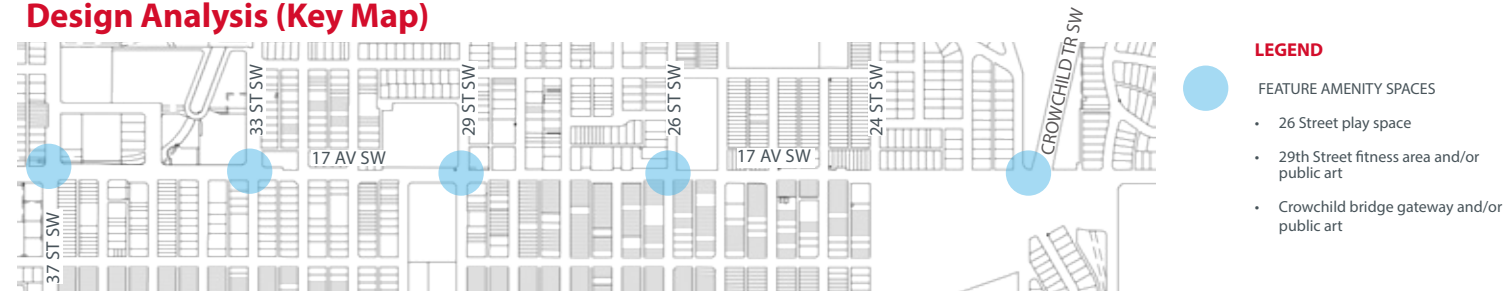 Design Analysis (Key Map)
33 ST SW
29 ST SW
26 ST SW
24 ST SW
CROWCHILD TR SW
17 AV SW
17 AV SW
37 ST SW
LEGEND
FEATURE AMENITY SPACES
• 26 Street play space
• 29th Street fitness area and/or
public art
• Crowchild bridge gateway and/or
public art